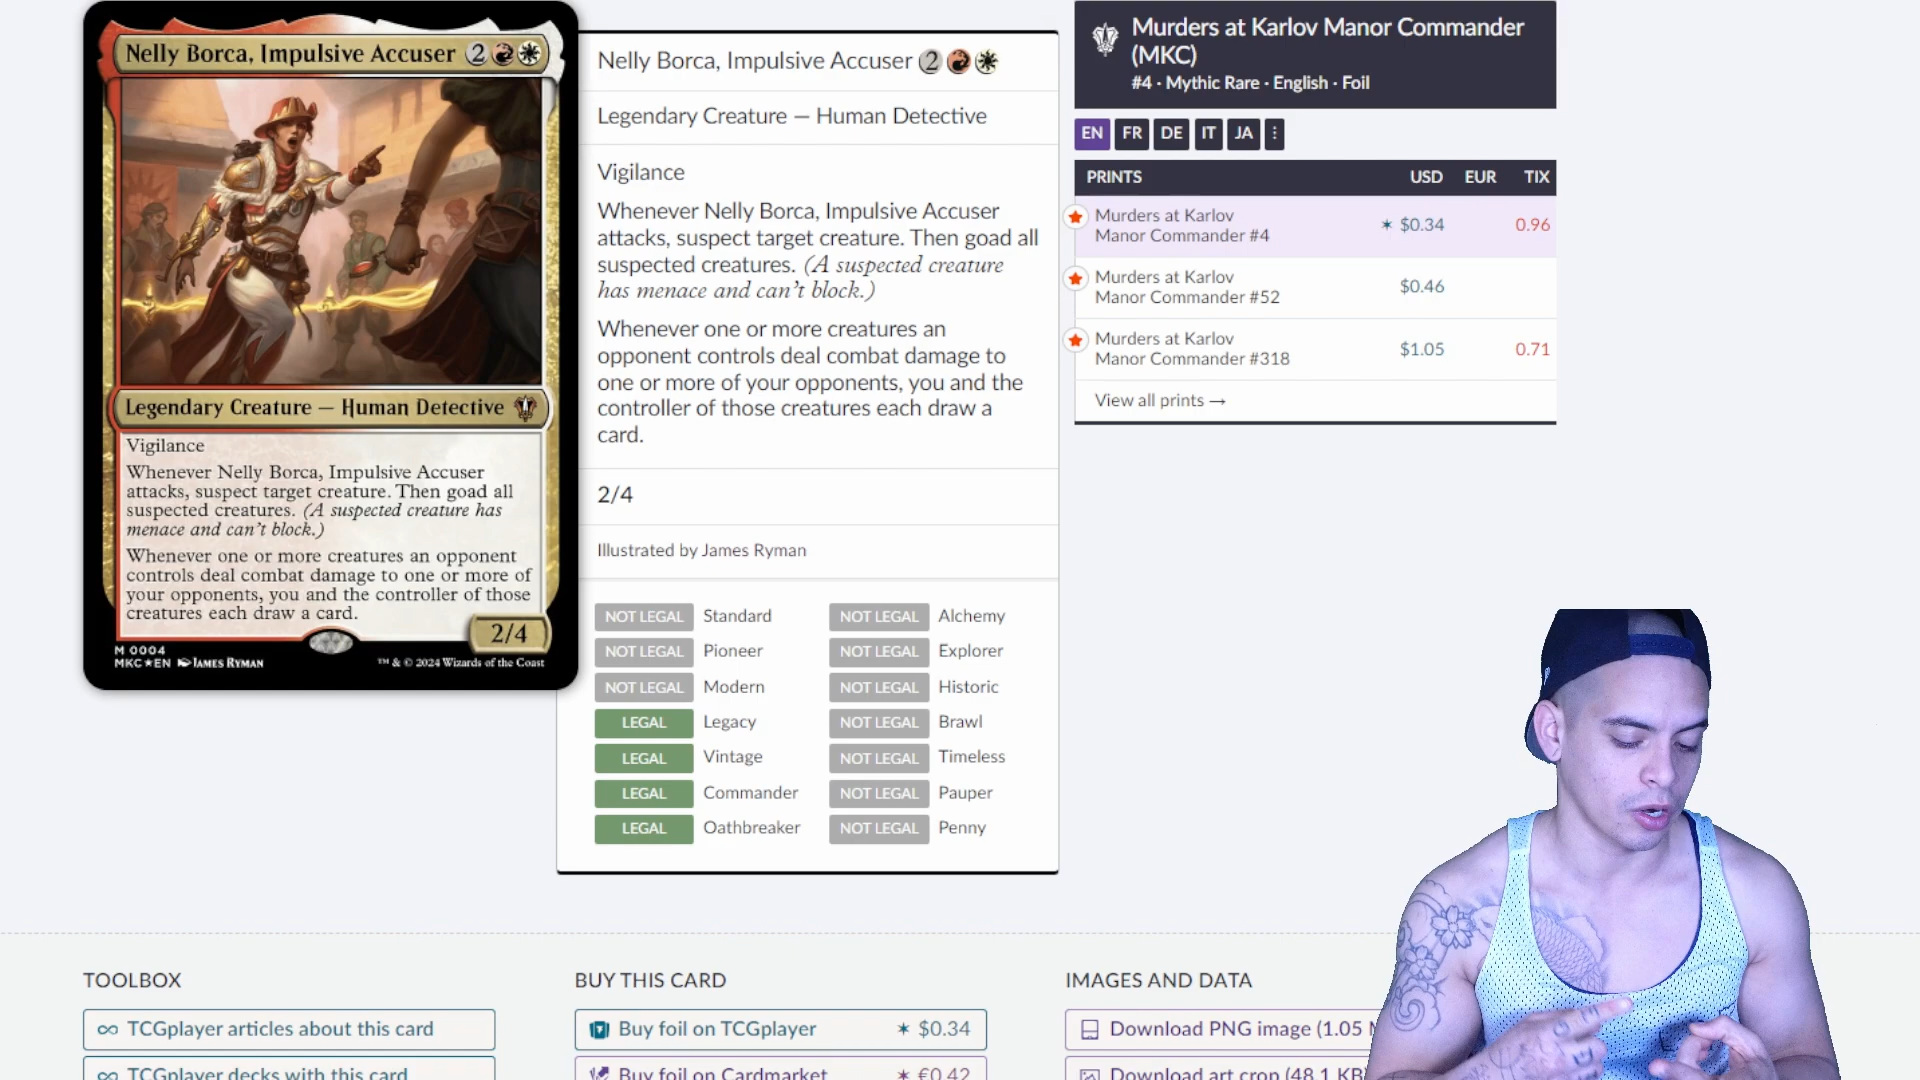 Nelly Borca, Impulsive Accuser 2
Legendary Creature — Human Detective
Vigilance
Whenever Nelly Borca, Impulsive Accuser
attacks, suspect target creature. Then goad all
suspected creatures. (A suspected creature has
menace and can't block.)
Whenever one or more creatures an opponent
controls deal combat damage to one or more of
your opponents, you and the controller of those
creatures each draw a card.
2/4
M 0004
MKC★EN JAMES RYMAN
™ & © 2024 Wizards of the Coast
Nelly Borca, Impulsive Accuser 2
Legendary Creature — Human Detective
Vigilance
Whenever Nelly Borca, Impulsive Accuser
attacks, suspect target creature. Then goad all
suspected creatures. (A suspected creature
has menace and can't block.)
Whenever one or more creatures an
opponent controls deal combat damage to
one or more of your opponents, you and the
controller of those creatures each draw a
card.
2/4
Illustrated by James Ryman
NOT LEGAL Standard NOT LEGAL Alchemy
NOT LEGAL Pioneer NOT LEGAL Explorer
NOT LEGAL Modern NOT LEGAL Historic
LEGAL Legacy NOT LEGAL Brawl
LEGAL Vintage NOT LEGAL Timeless
LEGAL Commander NOT LEGAL Pauper
LEGAL Oathbreaker NOT LEGAL Penny
Murders at Karlov Manor Commander
(MKC)
#4 · Mythic Rare · English · Foil
EN FR DE IT JA ⋮
PRINTS USD EUR TIX
Murders at Karlov
Manor Commander #4 ✶ $0.34 0.96
Murders at Karlov
Manor Commander #52 $0.46
Murders at Karlov
Manor Commander #318 $1.05 0.71
View all prints →
TOOLBOX
TCGplayer articles about this card
TCGplayer decks with this card
BUY THIS CARD
Buy foil on TCGplayer ✶ $0.34
Buy foil on Cardmarket ✶ €0.42
IMAGES AND DATA
Download PNG image (1.05 M
Download art crop (48.1 KB